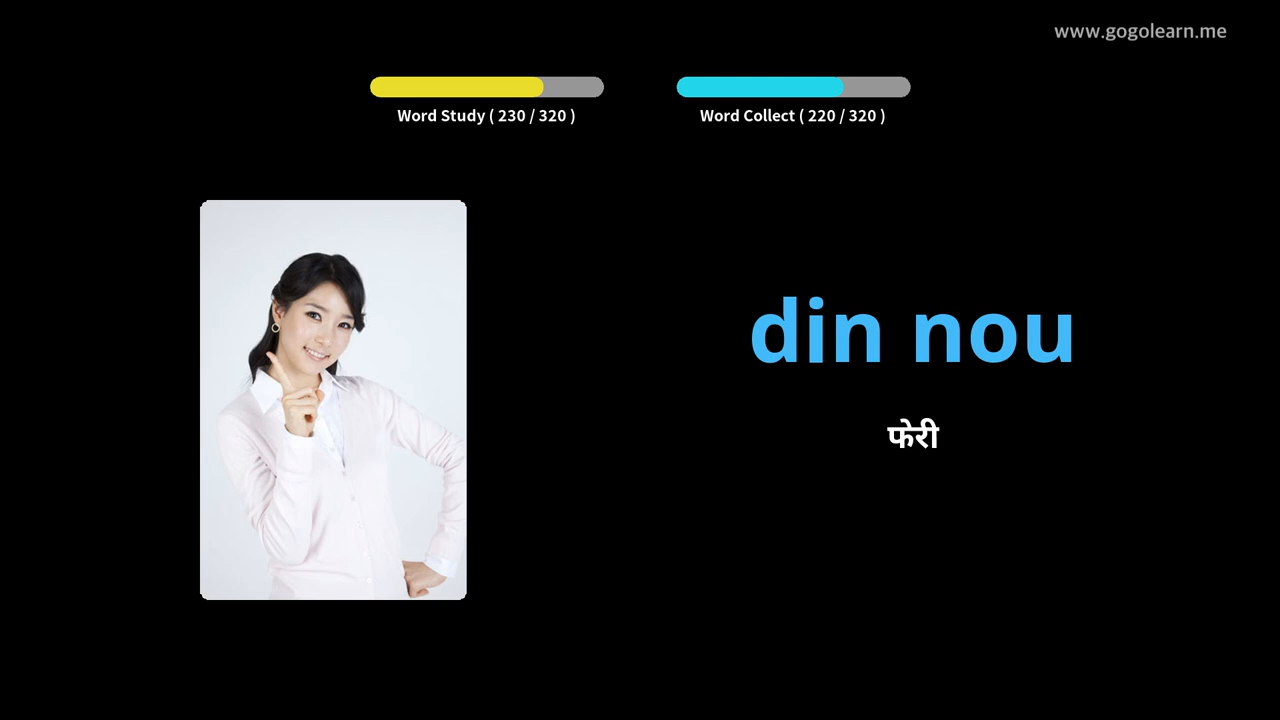 www.gogolearn.me
Word Study ( 230 / 320 )
Word Collect ( 220 / 320 )
din nou
फेरी